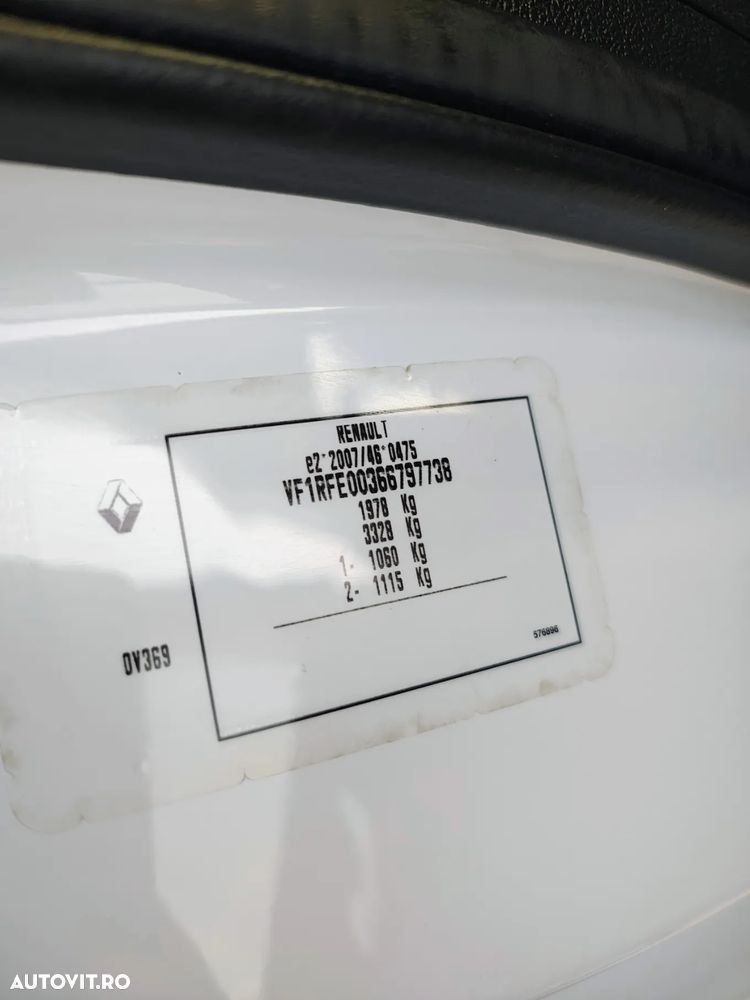 RENAULT
e2*2007/46*0475
VF1RFE00366797738
1978 Kg
3328 Kg
1- 1060 Kg
2- 1115 Kg
0V369
576896
AUTOVIT.RO